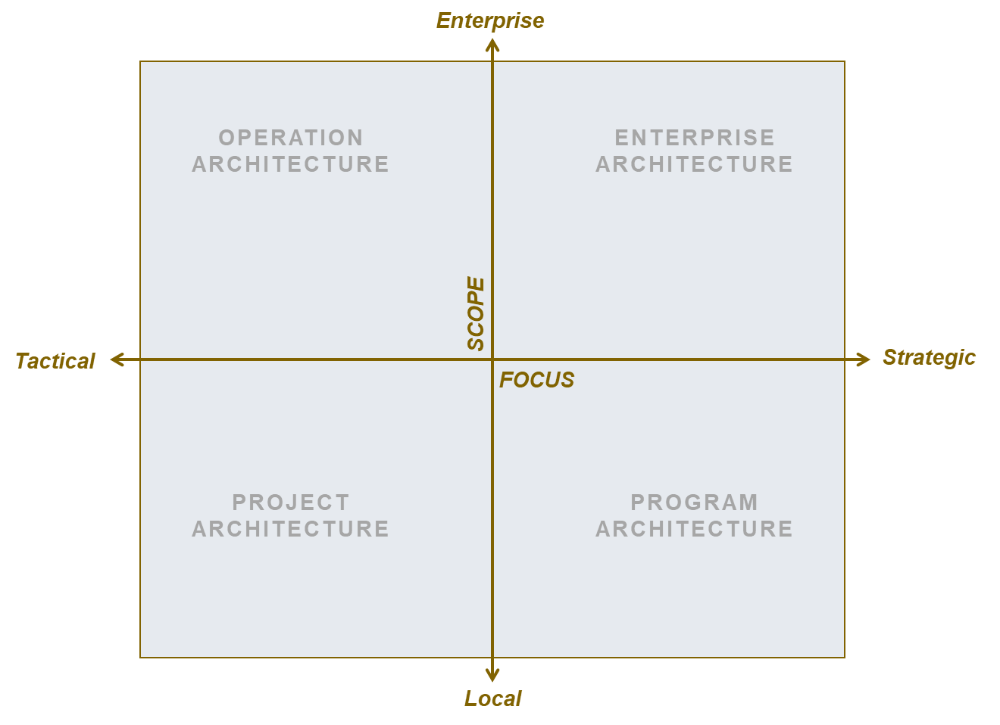 Enterprise
OPERATION
ARCHITECTURE
ENTERPRISE
ARCHITECTURE
SCOPE
Tactical
Strategic
FOCUS
PROJECT
ARCHITECTURE
PROGRAM
ARCHITECTURE
Local